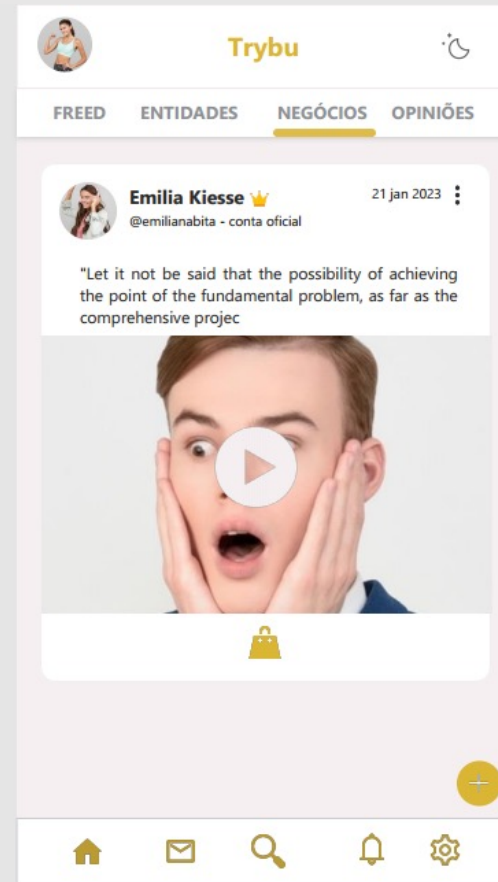 Trybu
FREED ENTIDADES NEGÓCIOS OPINIÕES
Emilia Kiesse 21 jan 2023
@emilianabita - conta oficial
"Let it not be said that the possibility of achieving
the point of the fundamental problem, as far as the
comprehensive projec